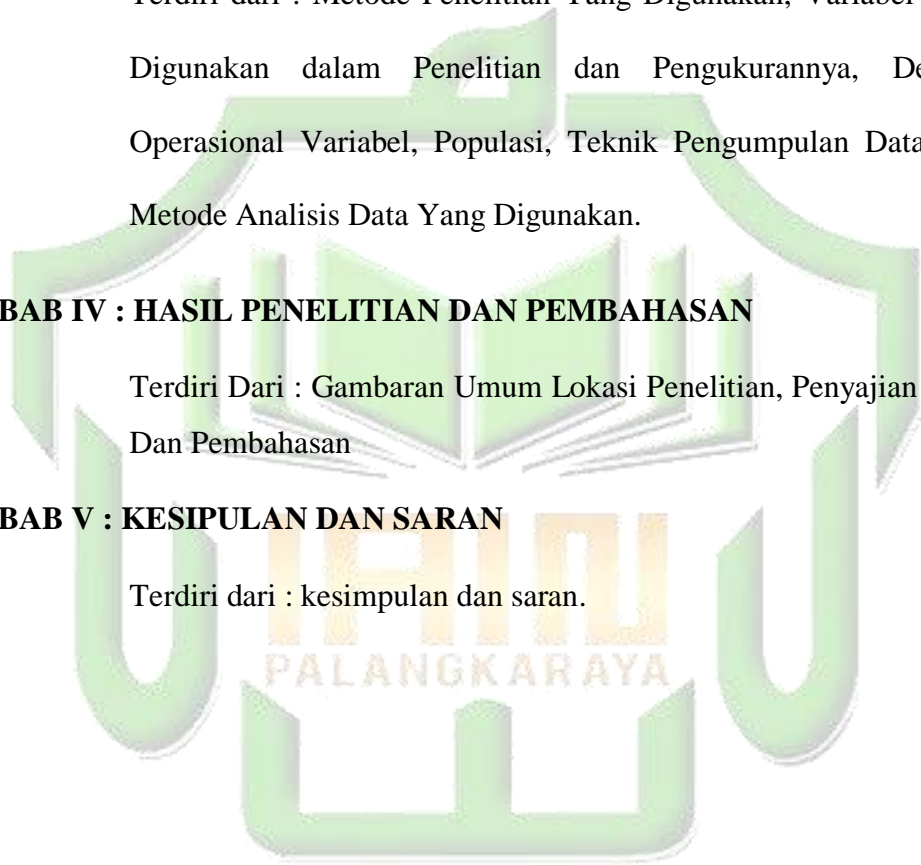 Terdiri dari : Metode Penelitian Yang Digunakan, Variabel
Digunakan dalam Penelitian dan Pengukurannya, De
Operasional Variabel, Populasi, Teknik Pengumpulan Data
Metode Analisis Data Yang Digunakan.
BAB IV : HASIL PENELITIAN DAN PEMBAHASAN
Terdiri Dari : Gambaran Umum Lokasi Penelitian, Penyajian
Dan Pembahasan
BAB V : KESIPULAN DAN SARAN
Terdiri dari : kesimpulan dan saran.
IAIN
PALANGKARAYA